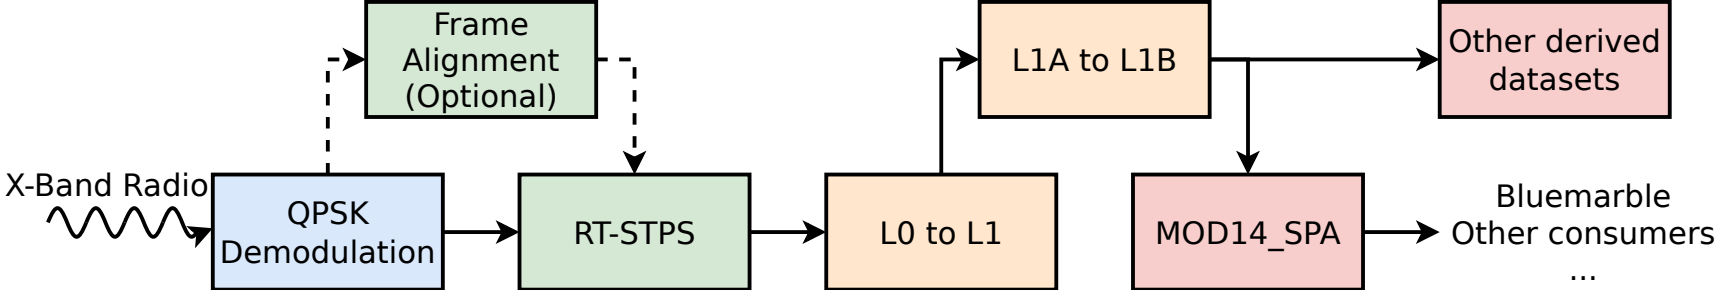 Frame
Alignment
(Optional)
L1A to L1B
Other derived
datasets
X-Band Radio
QPSK
Demodulation
RT-STPS
L0 to L1
MOD14_SPA
Bluemarble
Other consumers
...